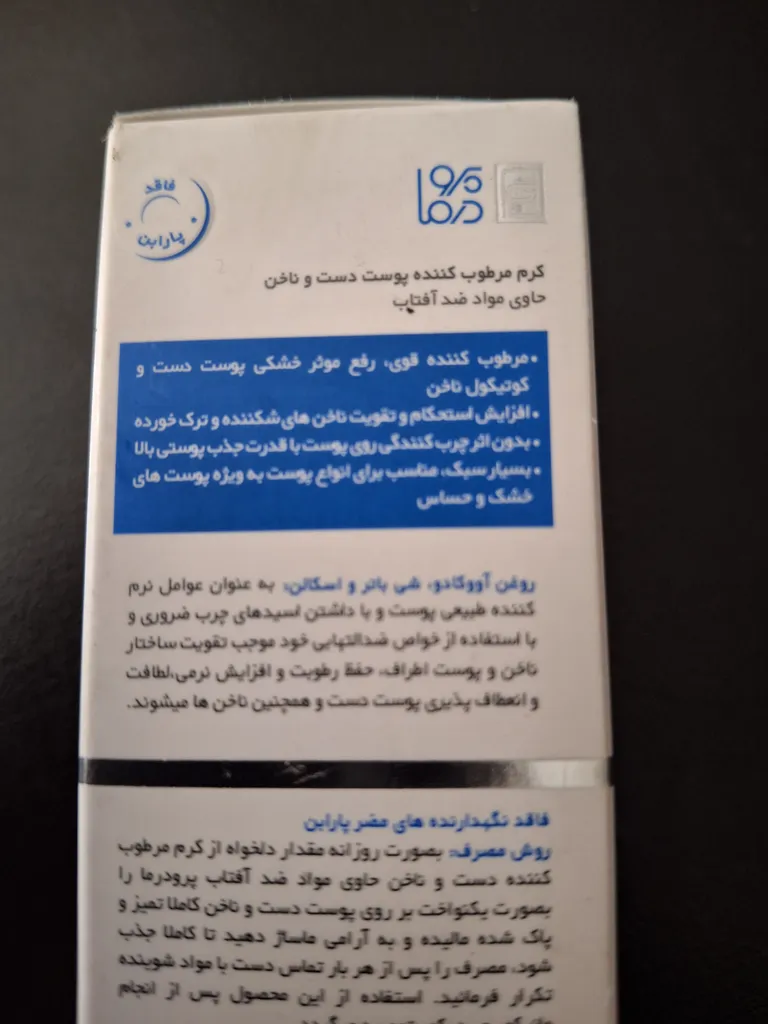 فاقد
پارابن
پرو
درما
کرم مرطوب کننده پوست دست و ناخن
حاوی مواد ضد آفتاب
•مرطوب کننده قوی، رفع موثر خشکی پوست دست و
کوتیکول ناخن
•افزایش استحکام و تقویت ناخن های شکننده و ترک خورده
•بدون اثر چرب کنندگی روی پوست با قدرت جذب پوستی بالا
•بسیار سبک، مناسب برای انواع پوست به ویژه پوست های
خشک و حساس
روغن آووکادو، شی باتر و اسکالن: به عنوان عوامل نرم
کننده طبیعی پوست و با داشتن اسیدهای چرب ضروری و
با استفاده از خواص ضدالتهابی خود موجب تقویت ساختار
ناخن و پوست اطراف، حفظ رطوبت و افزایش نرمی،لطافت
و انعطاف پذیری پوست دست و همچنین ناخن ها میشوند.
فاقد نگهدارنده های مضر پارابن
روش مصرف: بصورت روزانه مقدار دلخواه از کرم مرطوب
کننده دست و ناخن حاوی مواد ضد آفتاب پرودرما را
بصورت یکنواخت بر روی پوست دست و ناخن کاملا تمیز و
پاک شده مالیده و به آرامی ماساژ دهید تا کاملا جذب
شود، مصرف را پس از هر بار تماس دست با مواد شوینده
تکرار فرمائید. استفاده از این محصول پس از انجام